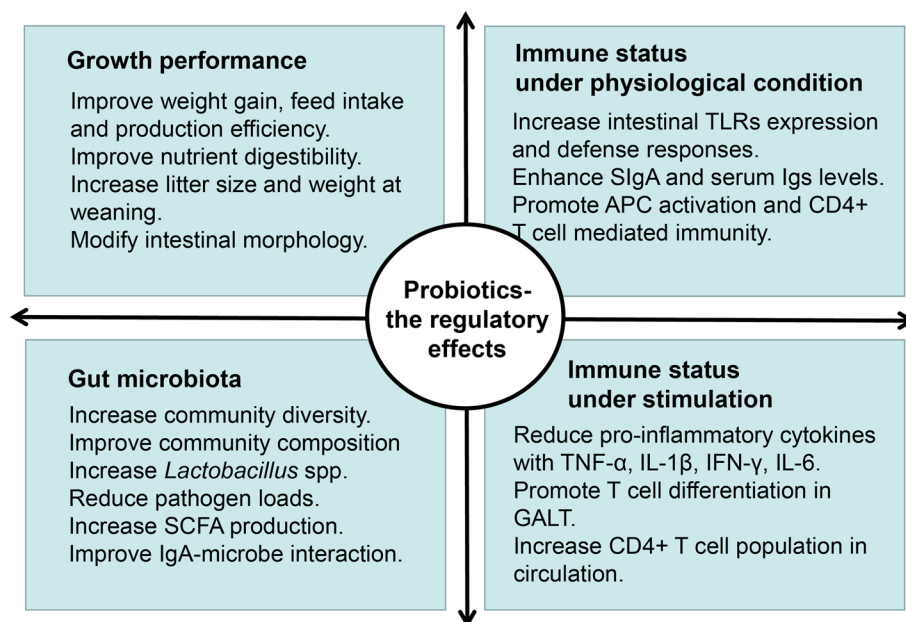 Growth performance
Improve weight gain, feed intake
and production efficiency.
Improve nutrient digestibility.
Increase litter size and weight at
weaning.
Modify intestinal morphology.
Immune status
under physiological condition
Increase intestinal TLRs expression
and defense responses.
Enhance SIgA and serum Igs levels.
Promote APC activation and CD4+
T cell mediated immunity.
Probiotics-
the regulatory
effects
Gut microbiota
Increase community diversity.
Improve community composition
Increase Lactobacillus spp.
Reduce pathogen loads.
Increase SCFA production.
Improve IgA-microbe interaction.
Immune status
under stimulation
Reduce pro-inflammatory cytokines
with TNF-α, IL-1β, IFN-γ, IL-6.
Promote T cell differentiation in
GALT.
Increase CD4+ T cell population in
circulation.